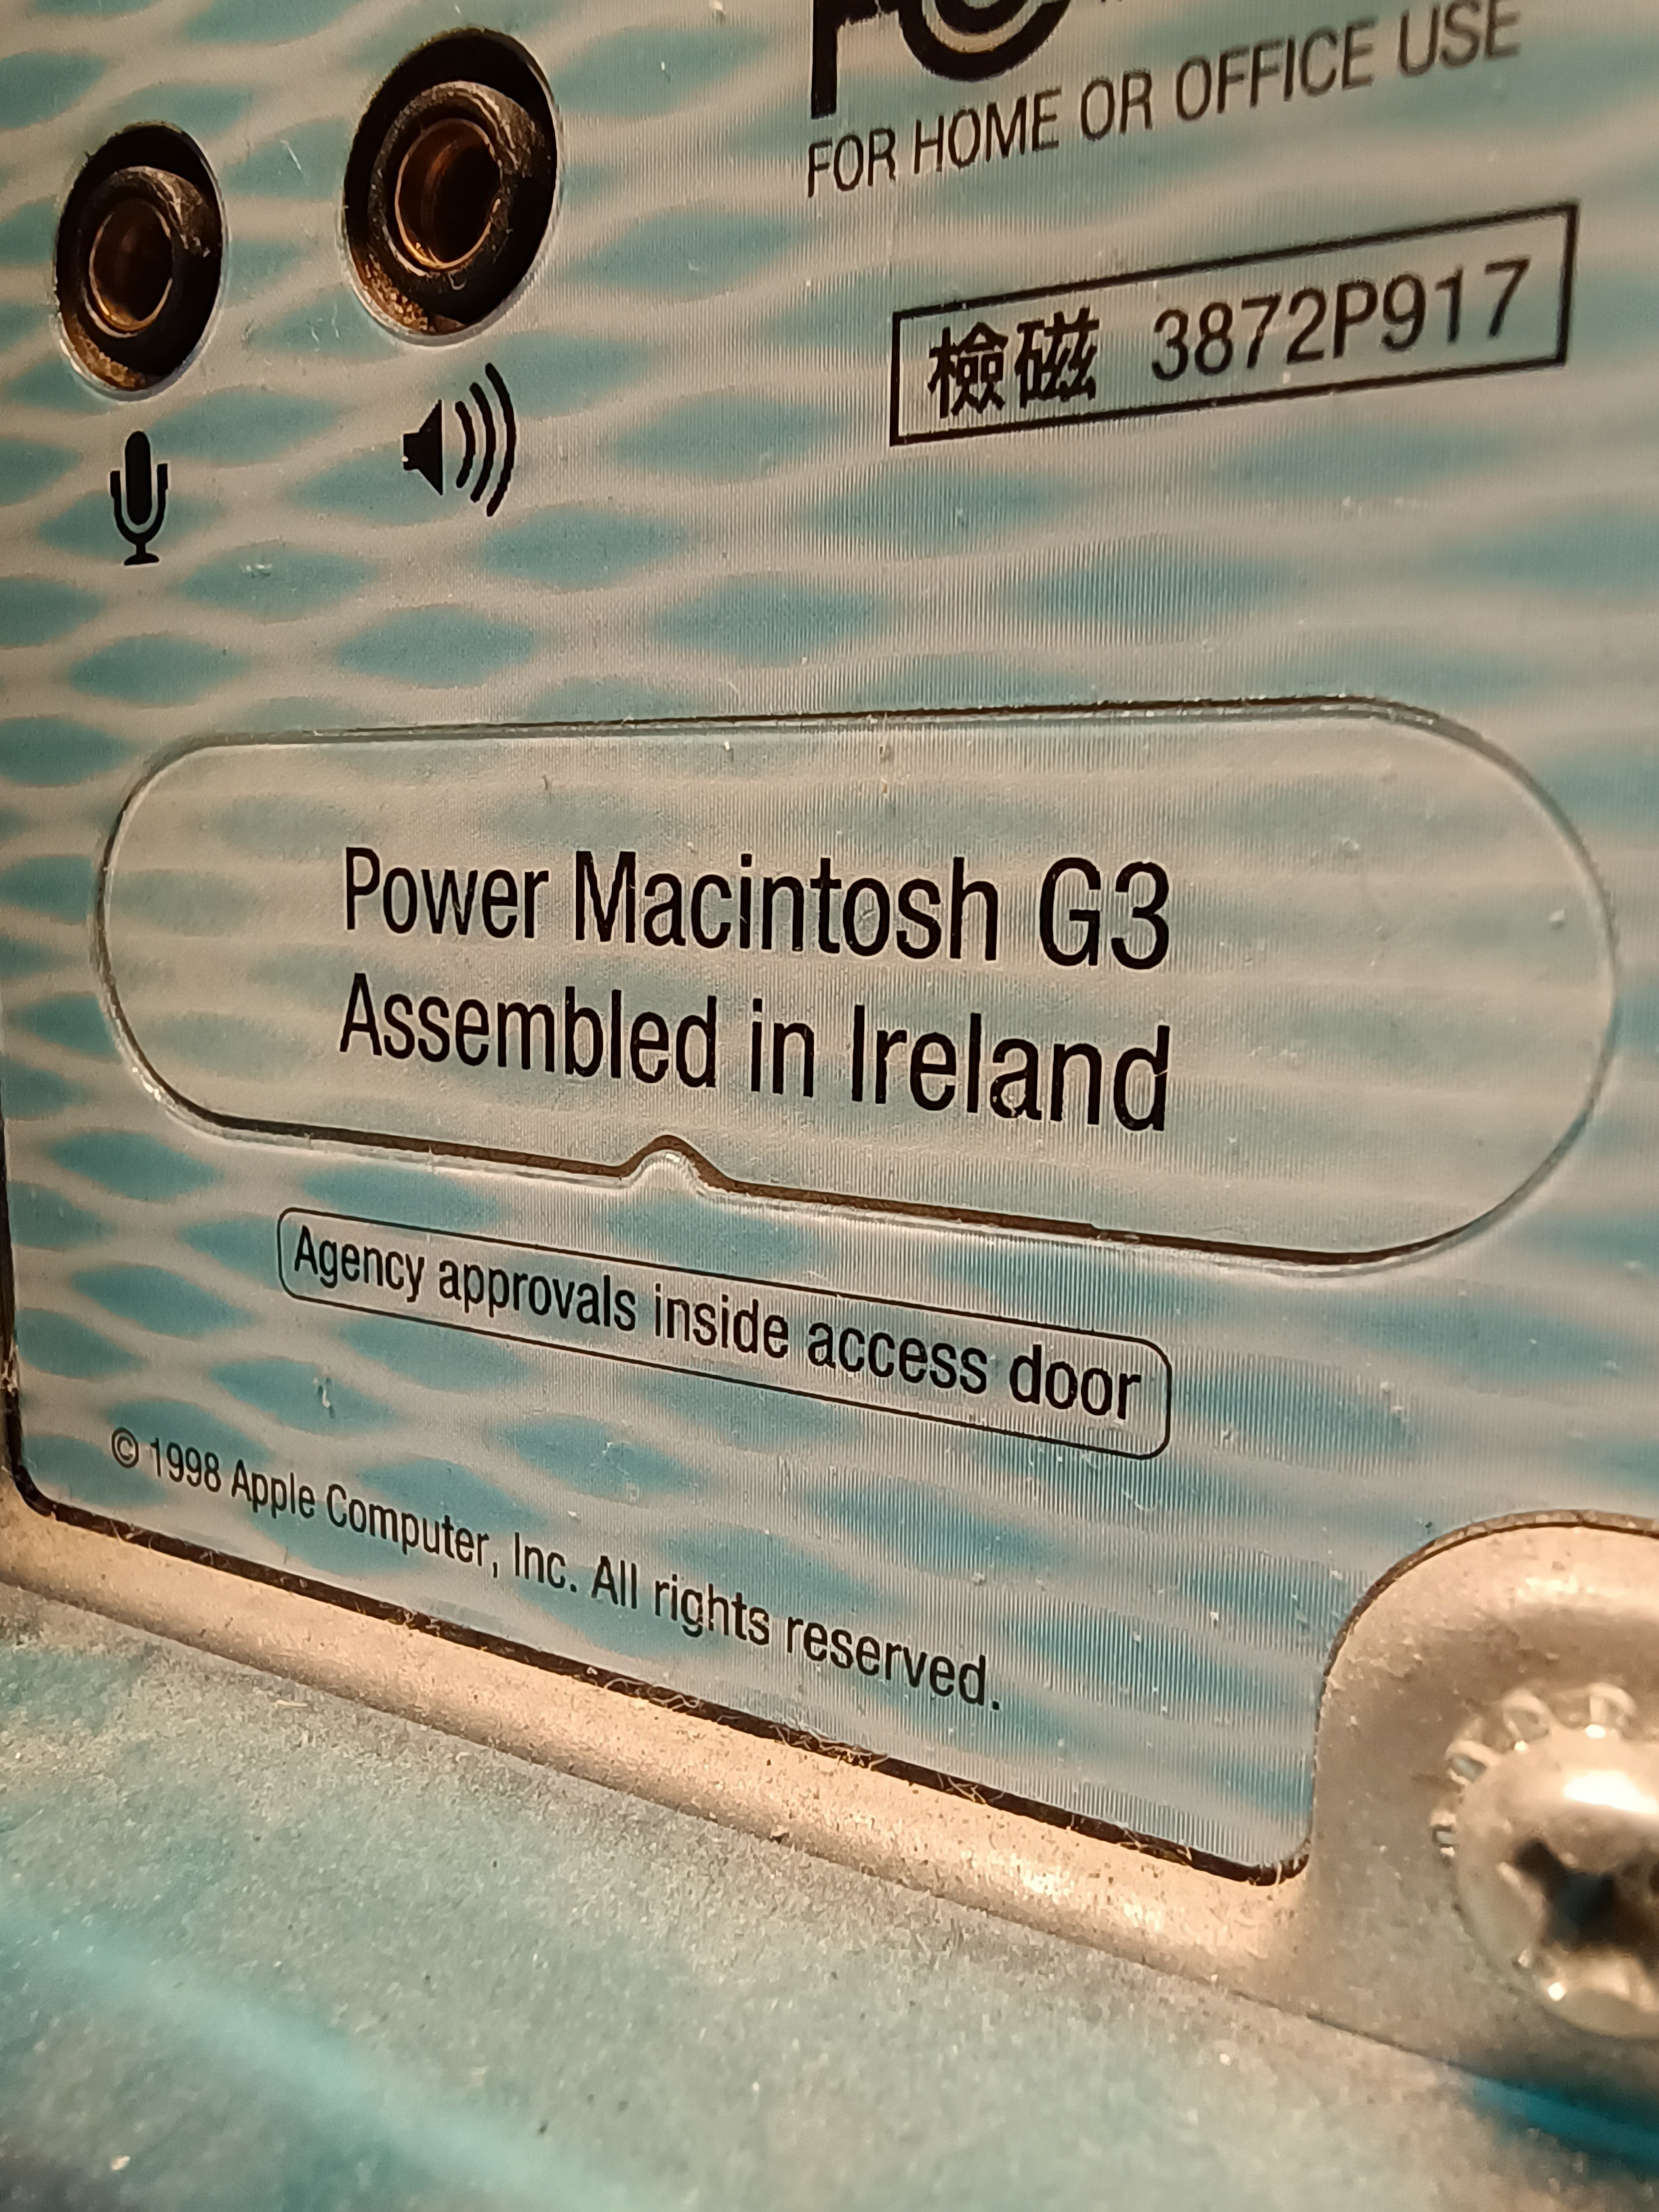 FOR HOME OR OFFICE USE
檢磁 3872P917
Power Macintosh G3
Assembled in Ireland
Agency approvals inside access door
© 1998 Apple Computer, Inc. All rights reserved.